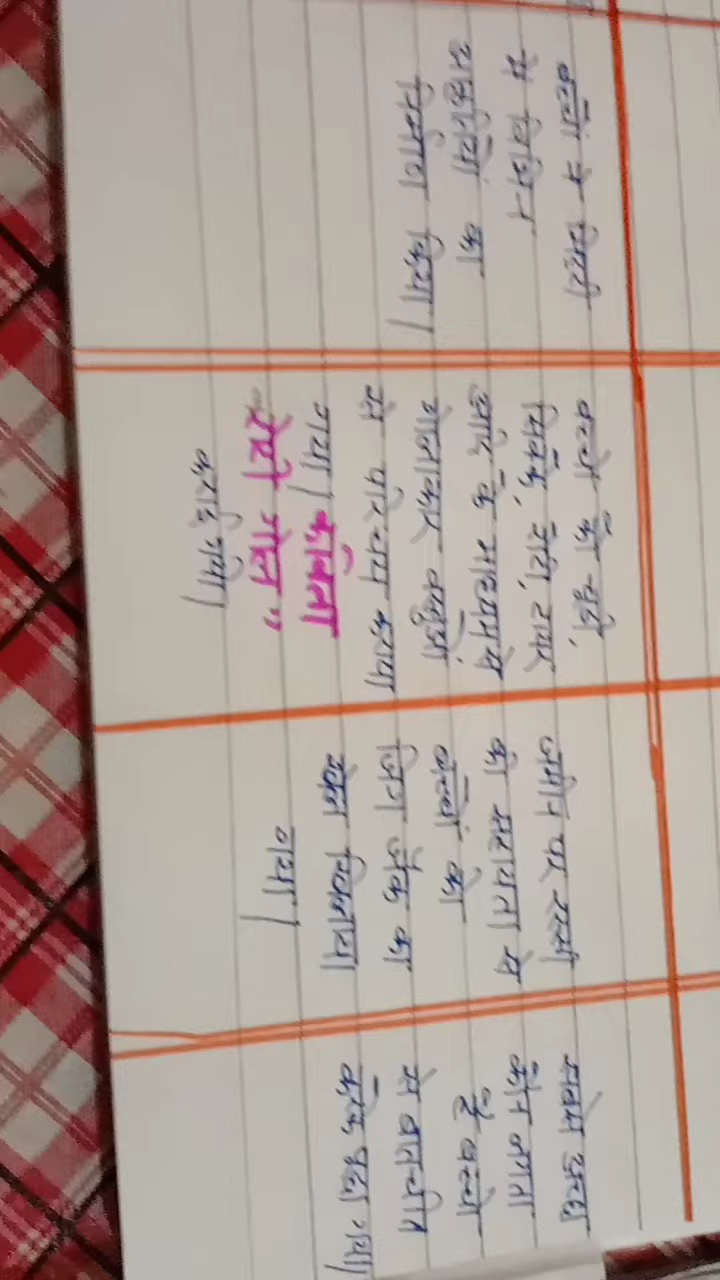 बच्चों ने मिट्टी
से विभिन
आकृतियों का
निर्माण किया।
बच्चो को चुड़ी,
सिक्के, रोटी, टायर
आदि के माध्यम से
गोलाकार वस्तुओं
से परिचय कराया
गया। कविता
"रोटी गोल"
कराई गयी।
जमीन पर रस्सी
की सहायता से
बच्चों को
जिग जैक का
खेल खिलाया
गया।
सबसे अच्छा
कौन लगता
है बच्चो
से बातचीत
करके पूछा गया।